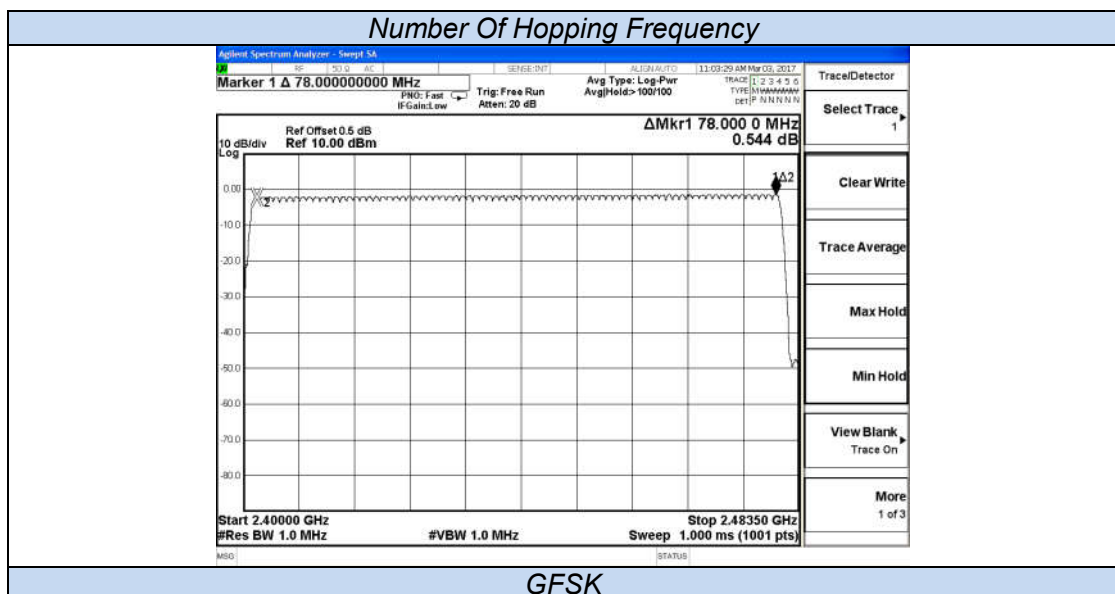 Number Of Hopping Frequency
Agilent Spectrum Analyzer - Swept SA
RF 50 Ω AC SENSE:INT ALIGN AUTO 11:03:29 AM Mar 03, 2017
Marker 1 Δ 78.000000000 MHz
PNO: Fast
IFGain:Low
Trig: Free Run
Atten: 20 dB
Avg Type: Log-Pwr
Avg|Hold:> 100/100
TRACE 1 2 3 4 5 6
TYPE
DET P N N N N N
Trace/Detector
Select Trace
1
Clear Write
Trace Average
Max Hold
Min Hold
View Blank
Trace On
More
1 of 3
Ref Offset 0.5 dB
10 dB/div Ref 10.00 dBm
Log
ΔMkr1 78.000 0 MHz
0.544 dB
1Δ2
2
0.00
-10.0
-20.0
-30.0
-40.0
-50.0
-60.0
-70.0
-80.0
Start 2.40000 GHz Stop 2.48350 GHz
#Res BW 1.0 MHz #VBW 1.0 MHz Sweep 1.000 ms (1001 pts)
MSG STATUS
GFSK